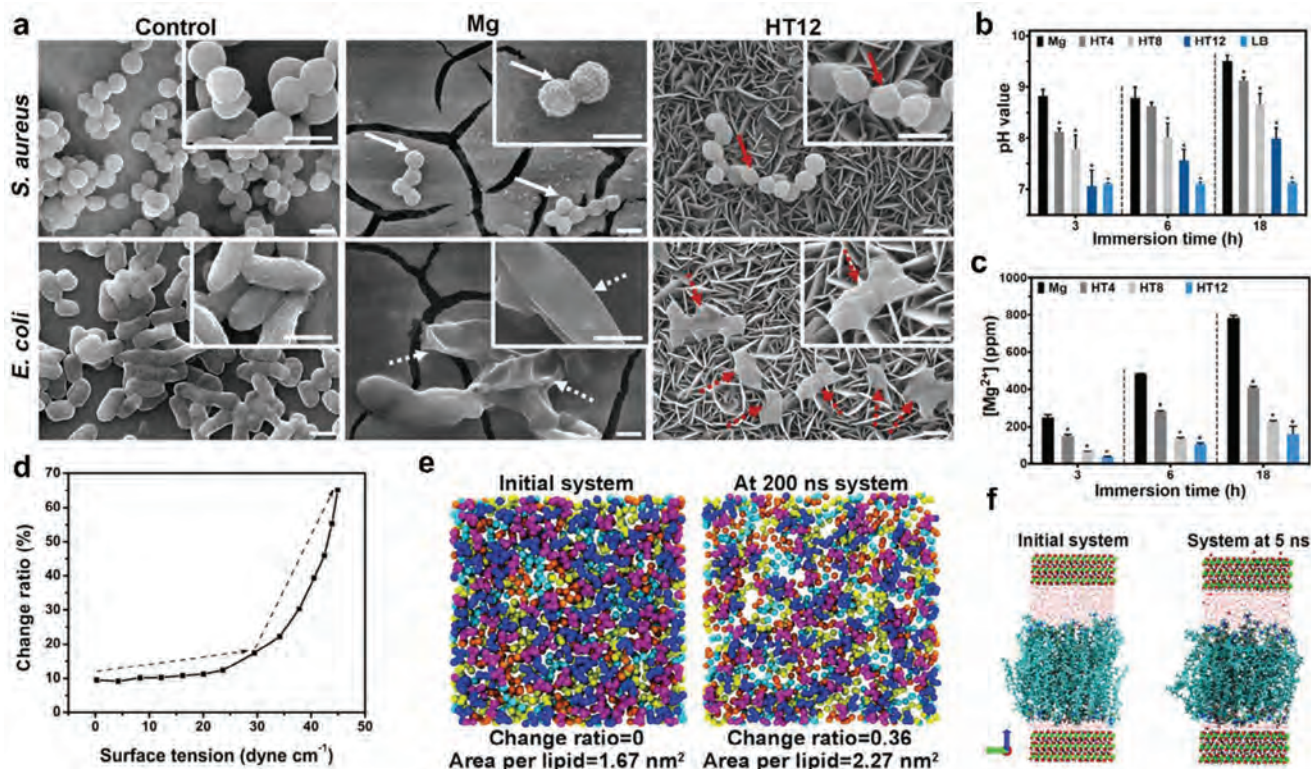 a
Control
Mg
HT12
S. aureus
E. coli
b
Mg HT4 HT8 HT12 LB
pH value
10
9
8
7
3 6 18
Immersion time (h)
c
Mg HT4 HT8 HT12
[Mg2+] (ppm)
1000
800
600
400
200
0
3 6 18
Immersion time (h)
d
Change ratio (%)
70
60
50
40
30
20
10
0
0 10 20 30 40 50
Surface tension (dyne cm-1)
e
Initial system
At 200 ns system
Change ratio=0
Change ratio=0.36
Area per lipid=1.67 nm2
Area per lipid=2.27 nm2
f
Initial system
System at 5 ns